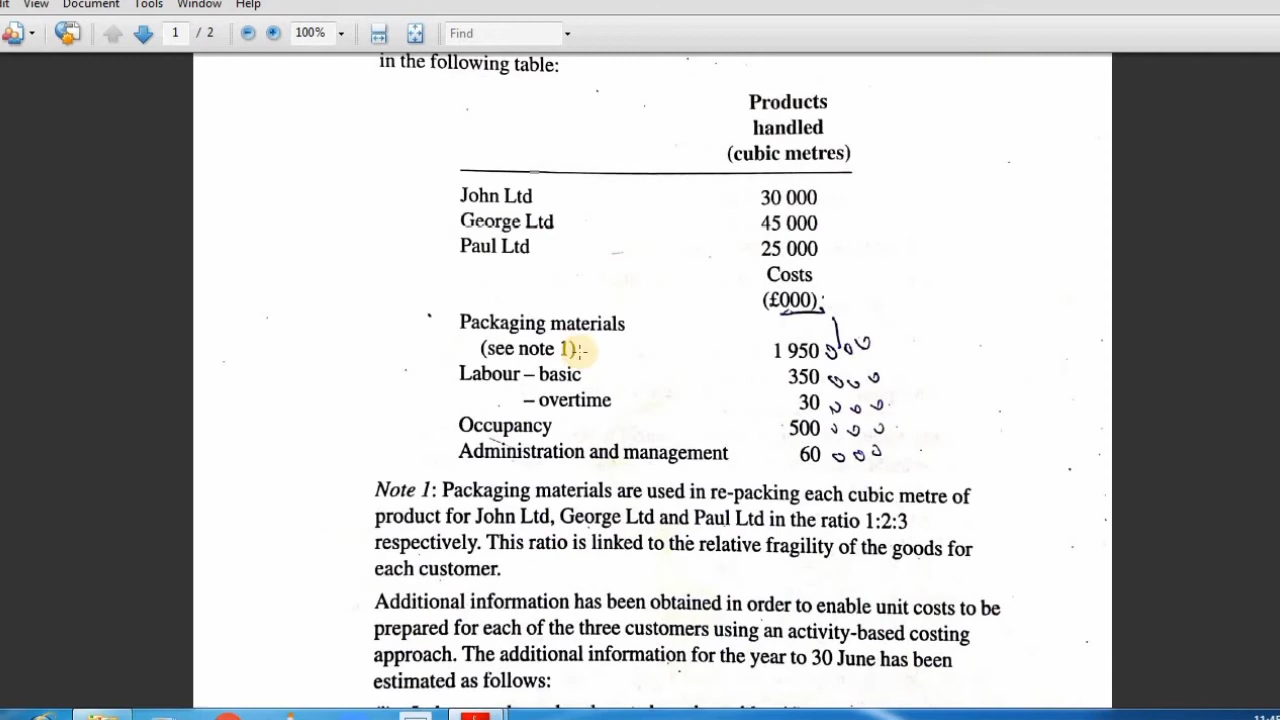 it View Document Tools Window Help
1 / 2 100% Find
in the following table:
Products
handled
(cubic metres)
John Ltd 30 000
George Ltd 45 000
Paul Ltd 25 000
Costs
(£000)
Packaging materials
(see note 1) 1 950 000
Labour – basic 350 000
– overtime 30 000
Occupancy 500 000
Administration and management 60 000
Note 1: Packaging materials are used in re-packing each cubic metre of
product for John Ltd, George Ltd and Paul Ltd in the ratio 1:2:3
respectively. This ratio is linked to the relative fragility of the goods for
each customer.
Additional information has been obtained in order to enable unit costs to be
prepared for each of the three customers using an activity-based costing
approach. The additional information for the year to 30 June has been
estimated as follows: